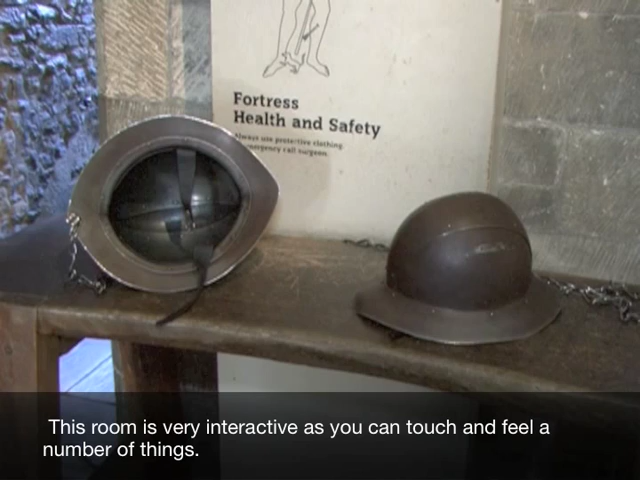 Fortress
Health and Safety
Always use protective clothing
emergency call surgeon
This room is very interactive as you can touch and feel a
number of things.